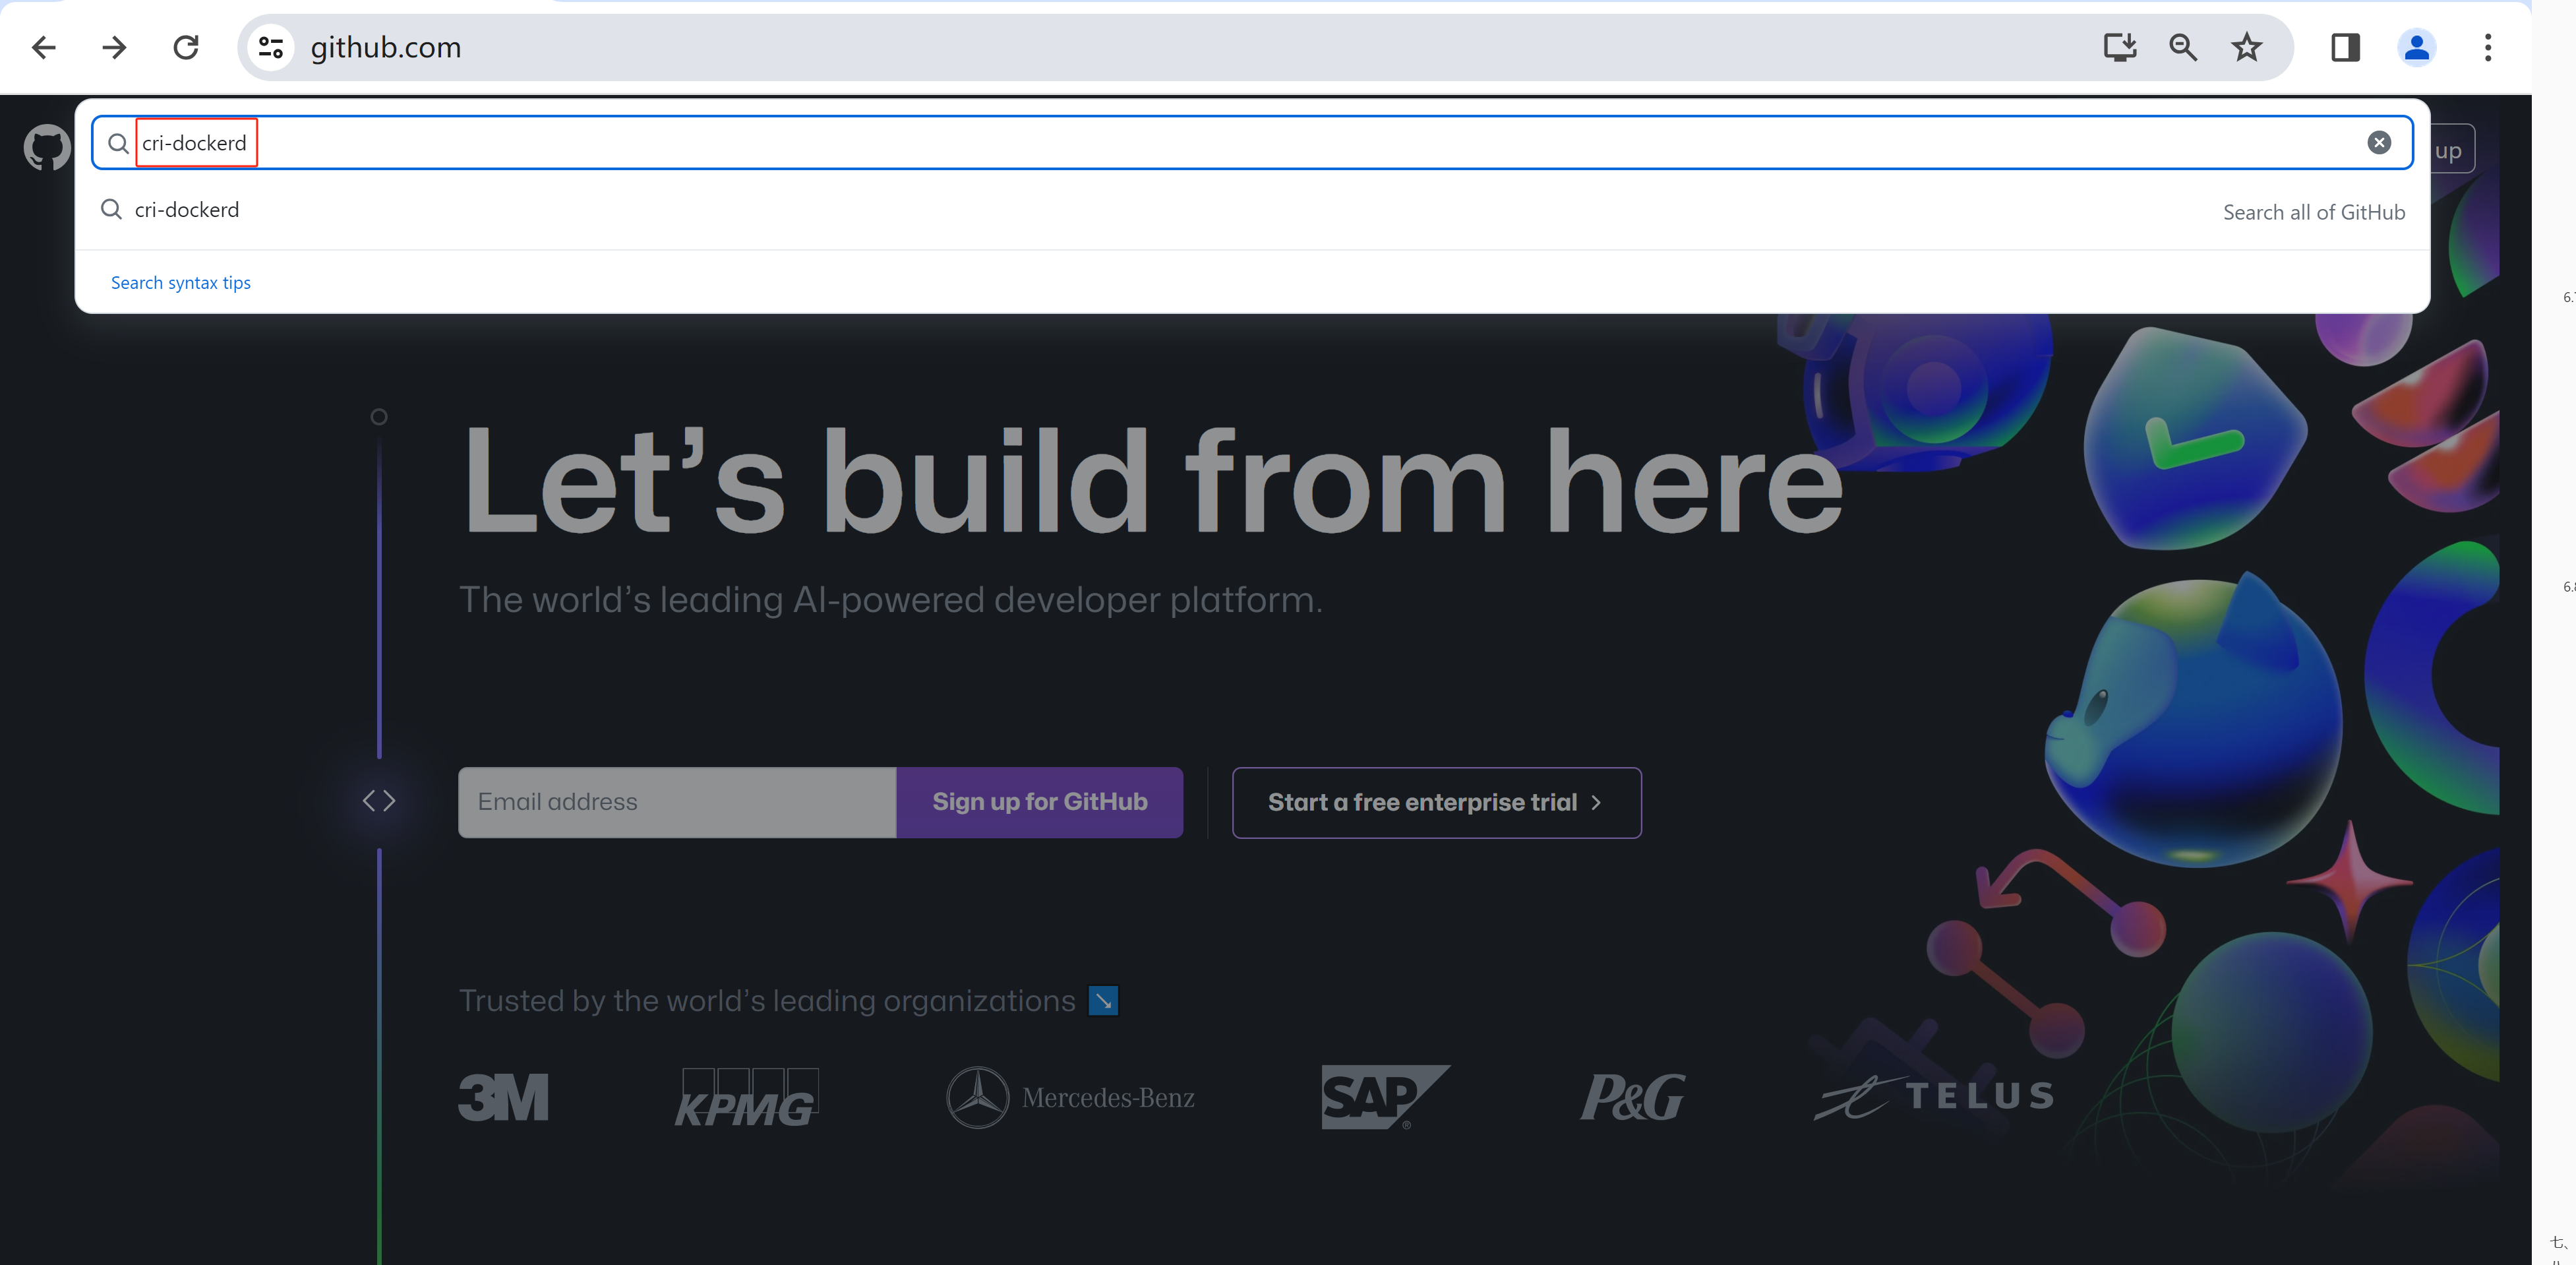 github.com
cri-dockerd
up
cri-dockerd
Search all of GitHub
Search syntax tips
Let’s build from here
The world’s leading AI-powered developer platform.
Email address
Sign up for GitHub
Start a free enterprise trial
Trusted by the world’s leading organizations
3M
KPMG
Mercedes-Benz
SAP
®
P&G
TELUS
七、